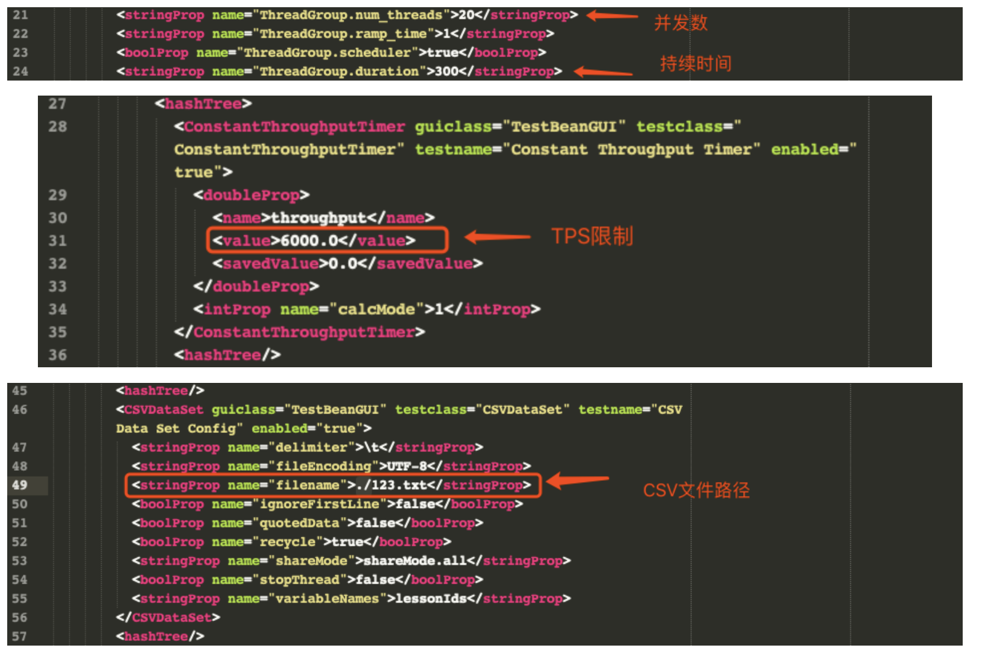 21 <stringProp name="ThreadGroup.num_threads">20</stringProp> 并发数
22 <stringProp name="ThreadGroup.ramp_time">1</stringProp>
23 <boolProp name="ThreadGroup.scheduler">true</boolProp>
24 <stringProp name="ThreadGroup.duration">300</stringProp> 持续时间
27 <hashTree>
28 <ConstantThroughputTimer guiclass="TestBeanGUI" testclass="
ConstantThroughputTimer" testname="Constant Throughput Timer" enabled="
true">
29 <doubleProp>
30 <name>throughput</name>
31 <value>6000.0</value> TPS限制
32 <savedValue>0.0</savedValue>
33 </doubleProp>
34 <intProp name="calcMode">1</intProp>
35 </ConstantThroughputTimer>
36 <hashTree/>
45 <hashTree/>
46 <CSVDataSet guiclass="TestBeanGUI" testclass="CSVDataSet" testname="CSV
Data Set Config" enabled="true">
47 <stringProp name="delimiter">\t</stringProp>
48 <stringProp name="fileEncoding">UTF-8</stringProp>
49 <stringProp name="filename">./123.txt</stringProp> CSV文件路径
50 <boolProp name="ignoreFirstLine">false</boolProp>
51 <boolProp name="quotedData">false</boolProp>
52 <boolProp name="recycle">true</boolProp>
53 <stringProp name="shareMode">shareMode.all</stringProp>
54 <boolProp name="stopThread">false</boolProp>
55 <stringProp name="variableNames">lessonIds</stringProp>
56 </CSVDataSet>
57 <hashTree/>